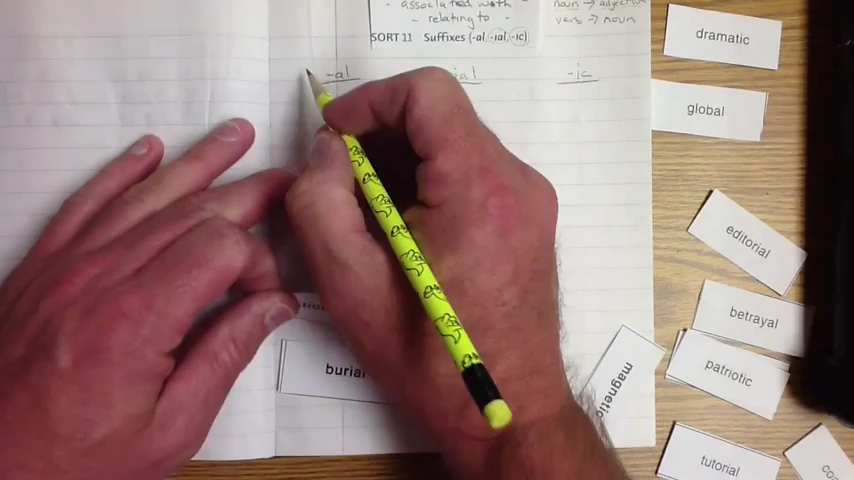 associated with
- relating to -
SORT 11 Suffixes (-al, -ial, -ic)
noun → adjective
verb → noun
-al
ial
-ic
dramatic
global
editorial
betrayal
patriotic
magnetic
tutorial
burial